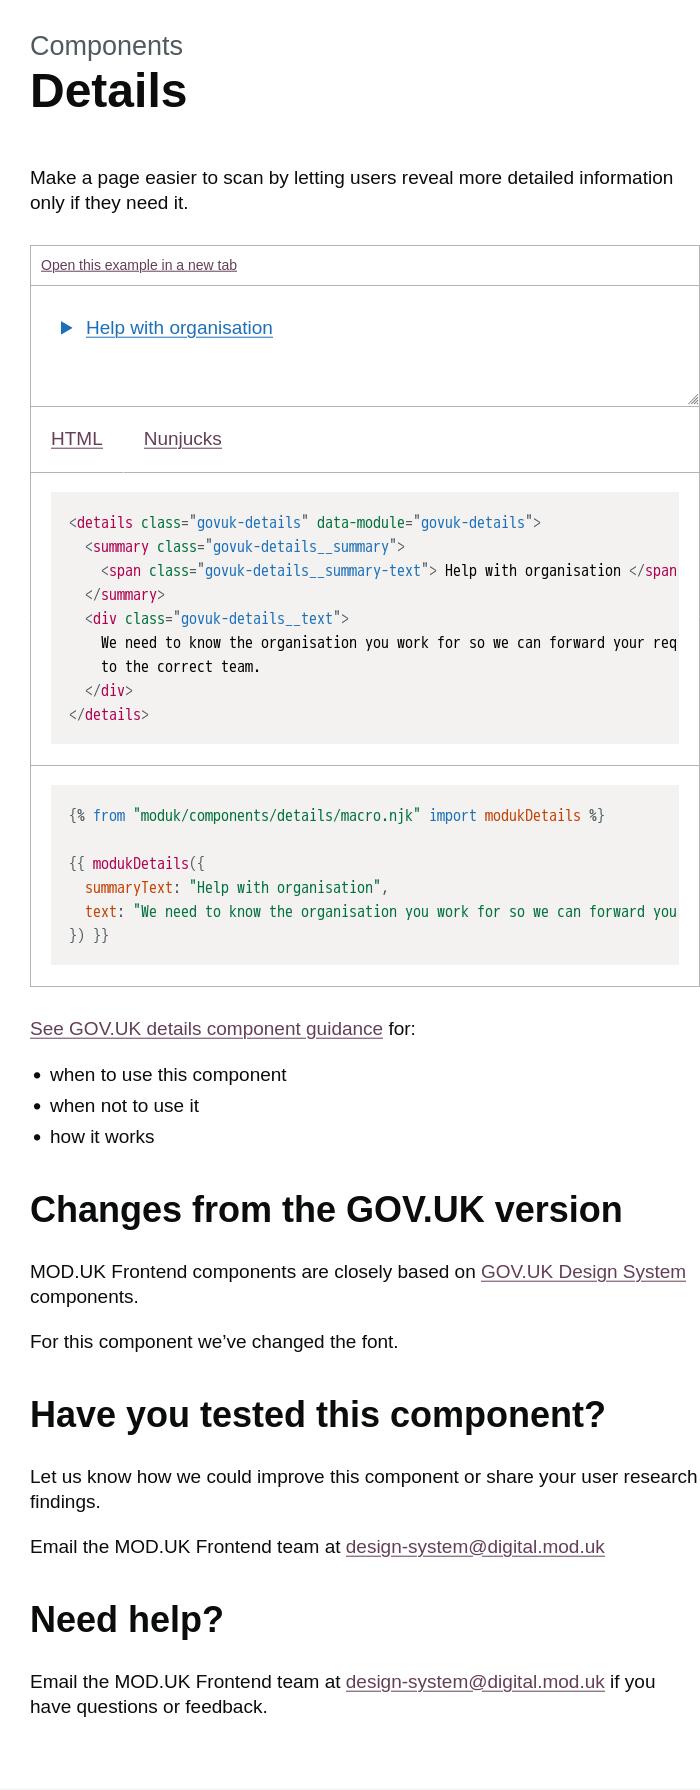 Components
Details
Make a page easier to scan by letting users reveal more detailed information
only if they need it.
Open this example in a new tab
Help with organisation
HTML Nunjucks
<details class="govuk-details" data-module="govuk-details">
  <summary class="govuk-details__summary">
    <span class="govuk-details__summary-text"> Help with organisation </span
  </summary>
  <div class="govuk-details__text">
    We need to know the organisation you work for so we can forward your req
    to the correct team.
  </div>
</details>
{% from "moduk/components/details/macro.njk" import modukDetails %}
{{ modukDetails({
  summaryText: "Help with organisation",
  text: "We need to know the organisation you work for so we can forward you
}) }}
See GOV.UK details component guidance for:
• when to use this component
• when not to use it
• how it works
Changes from the GOV.UK version
MOD.UK Frontend components are closely based on GOV.UK Design System
components.
For this component we’ve changed the font.
Have you tested this component?
Let us know how we could improve this component or share your user research
findings.
Email the MOD.UK Frontend team at design-system@digital.mod.uk
Need help?
Email the MOD.UK Frontend team at design-system@digital.mod.uk if you
have questions or feedback.